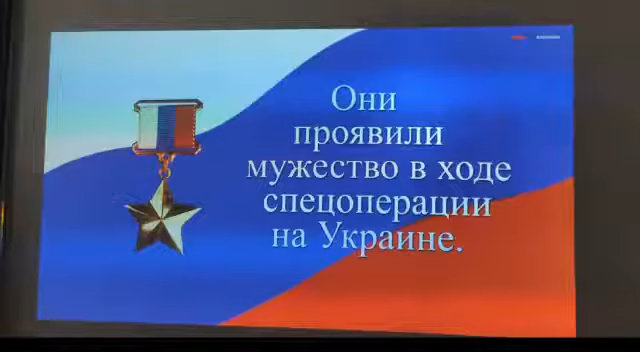 Они
проявили
мужество в ходе
спецоперации
на Украине.